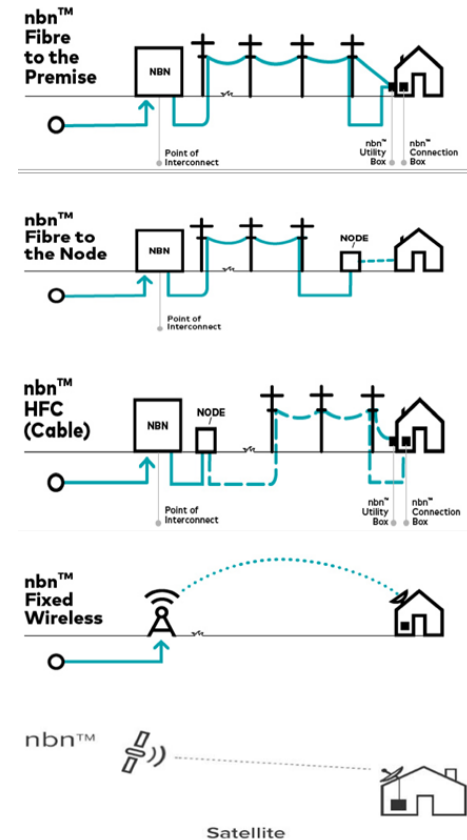 nbn™
Fibre
to the
Premise
NBN
Point of
Interconnect
nbn™
Utility
Box
nbn™
Connection
Box
nbn™
Fibre to
the Node
NBN
NODE
Point of
Interconnect
nbn™
HFC
(Cable)
NBN
NODE
Point of
Interconnect
nbn™
Utility
Box
nbn™
Connection
Box
nbn™
Fixed
Wireless
nbn™
Satellite